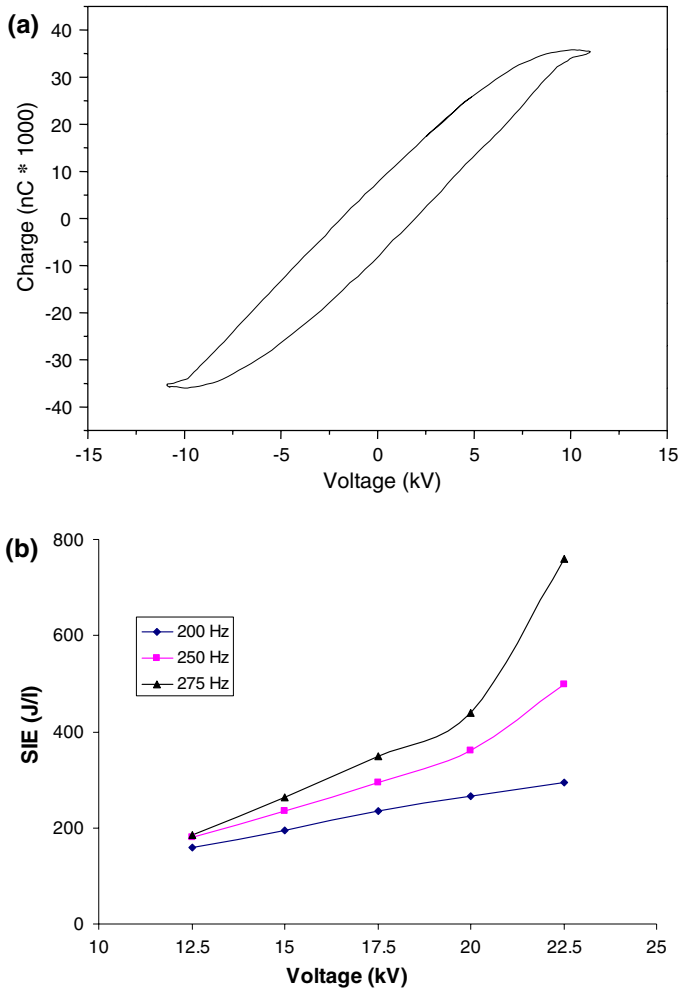 (a)
40
30
20
10
0
-10
-20
-30
-40
Charge (nC * 1000)
-15 -10 -5 0 5 10 15
Voltage (kV)
(b)
800
600
400
200
0
SIE (J/l)
200 Hz
250 Hz
275 Hz
10 12.5 15 17.5 20 22.5 25
Voltage (kV)